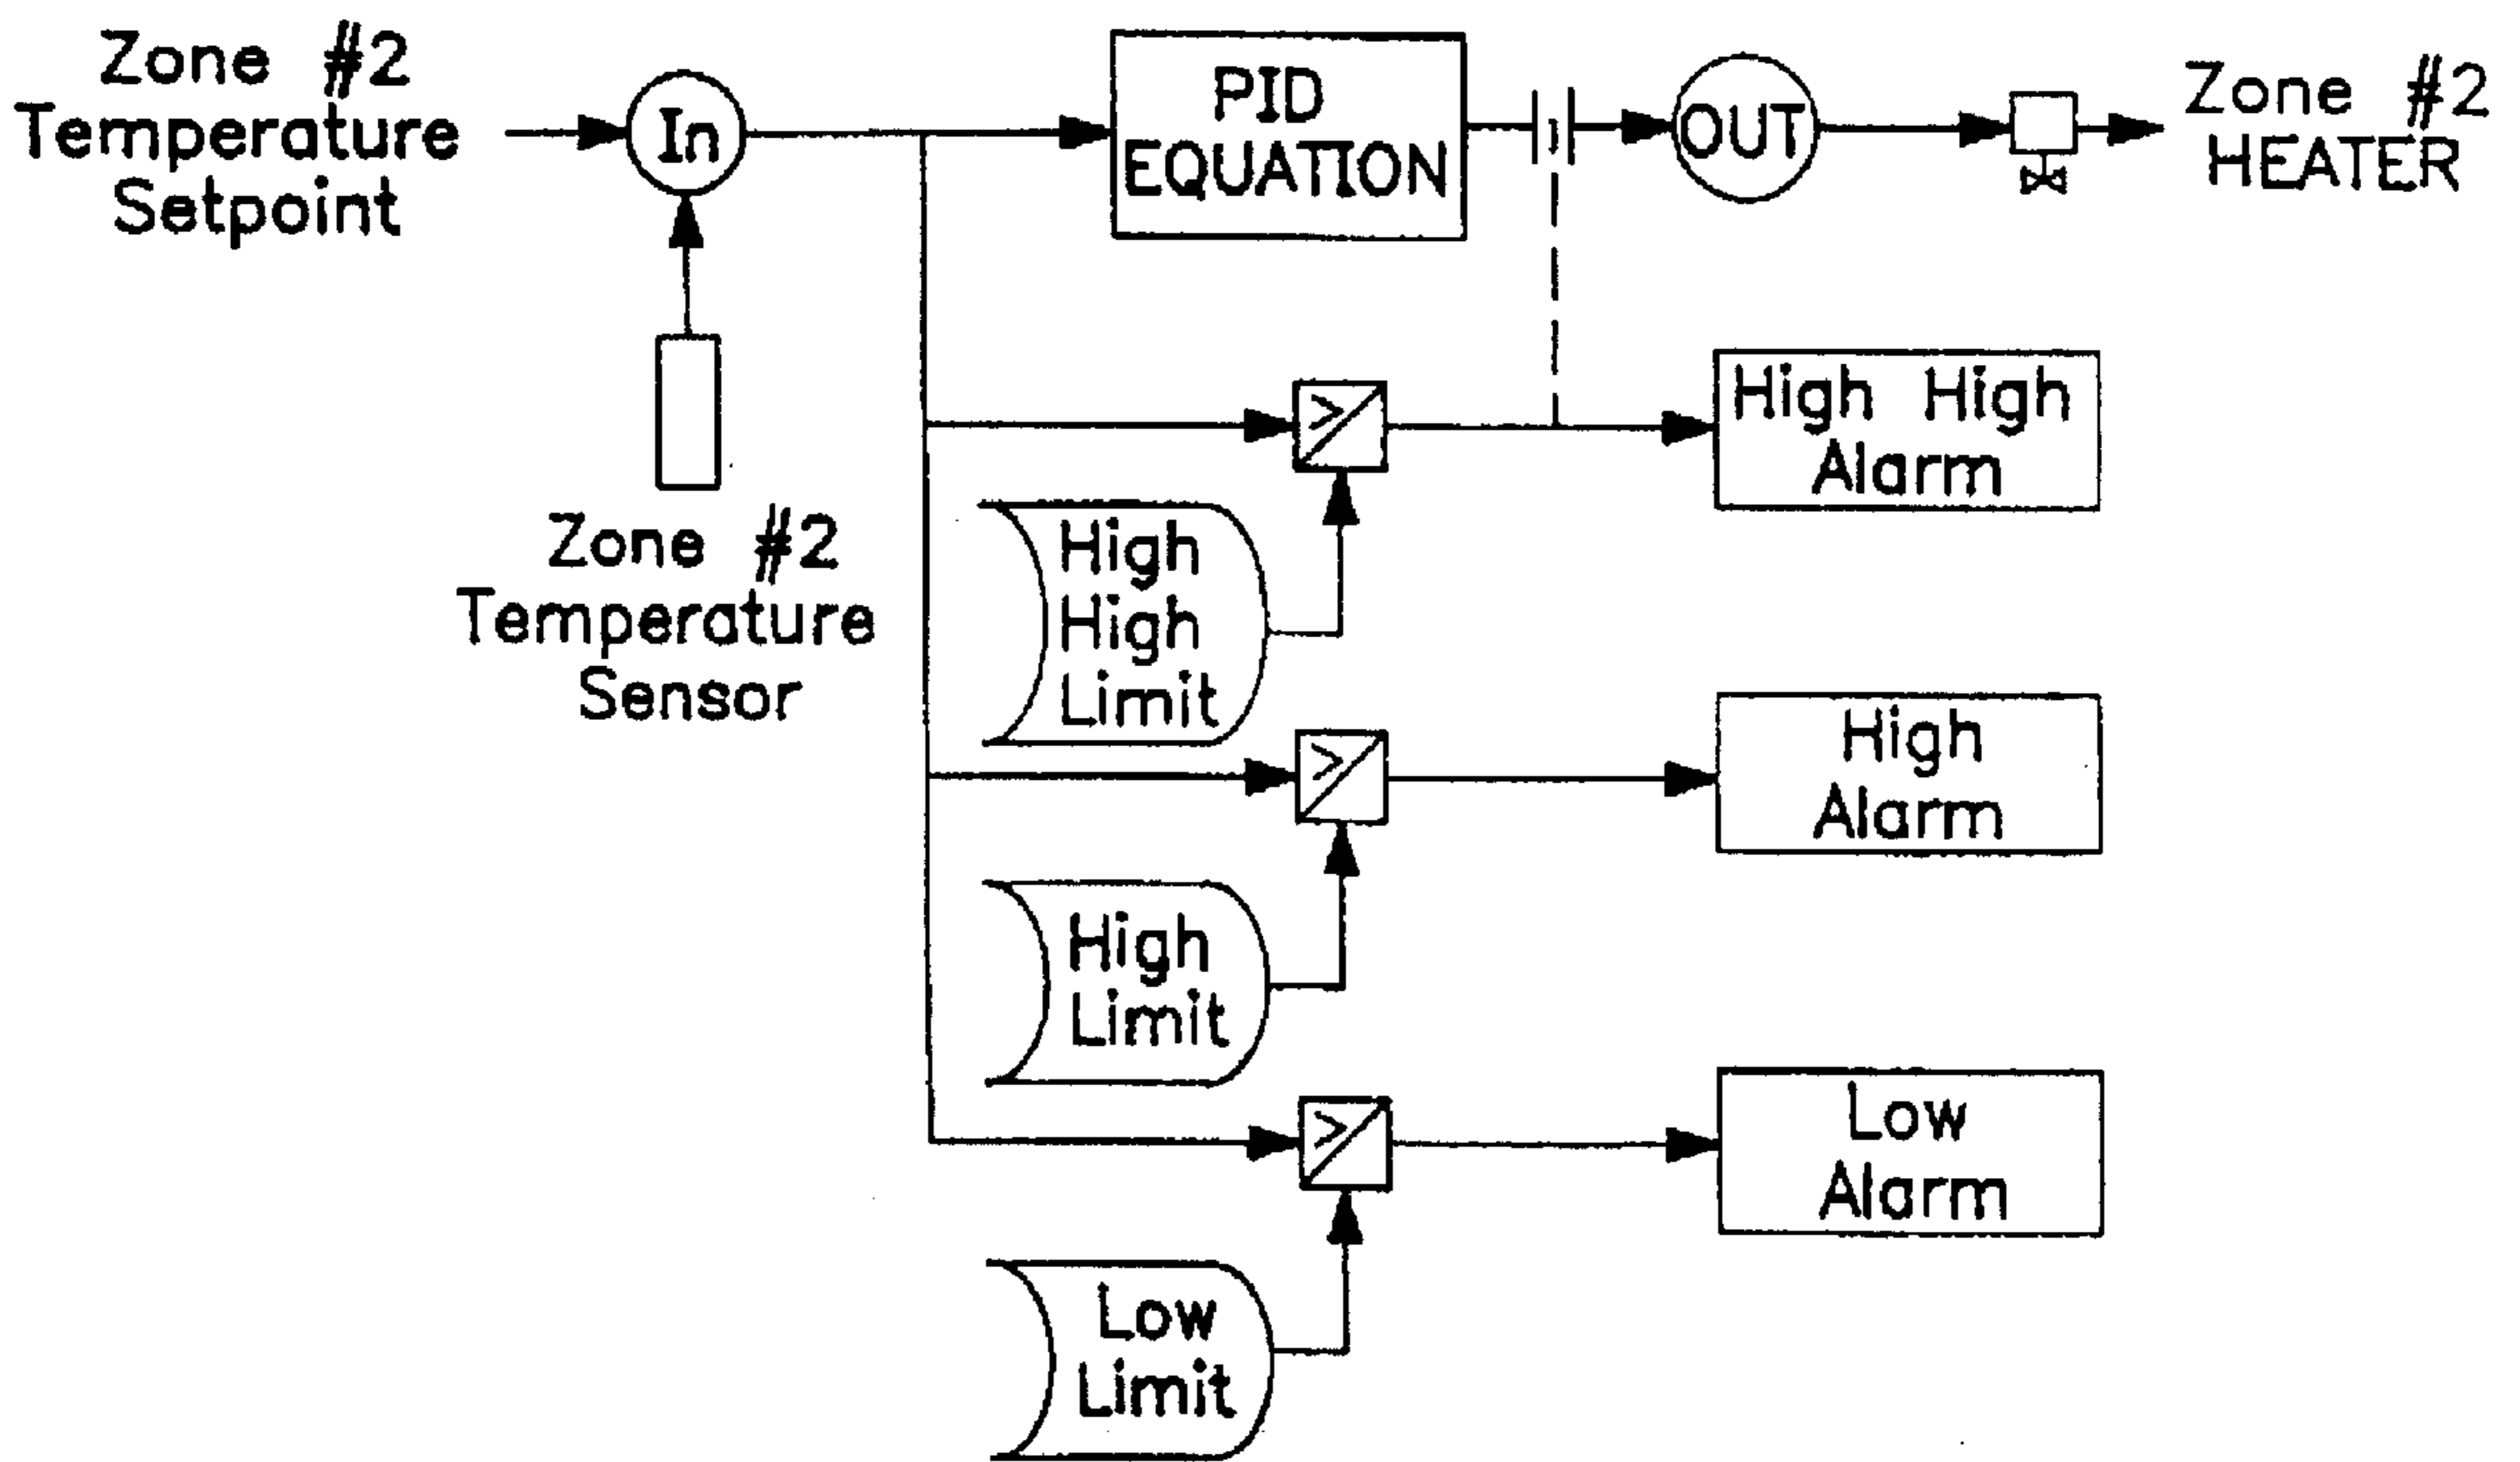 Zone #2
Temperature
Setpoint
In
PID
EQUATION
OUT
Zone #2
HEATER
Zone #2
Temperature
Sensor
>
High High
Alarm
High
High
Limit
>
High
Alarm
High
Limit
>
Low
Alarm
Low
Limit